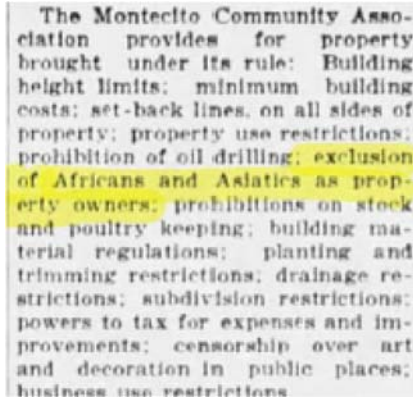 The Montecito Community Asso-
ciation provides for property
brought under its rule: Building
height limits; minimum building
costs; set-back lines, on all sides of
property; property use restrictions;
prohibition of oil drilling; exclusion
of Africans and Asiatics as prop-
erty owners; prohibitions on stock
and poultry keeping; building ma-
terial regulations; planting and
trimming restrictions; drainage re-
strictions; subdivision restrictions;
powers to tax for expenses and im-
provements; censorship over art
and decoration in public places;
business use restrictions